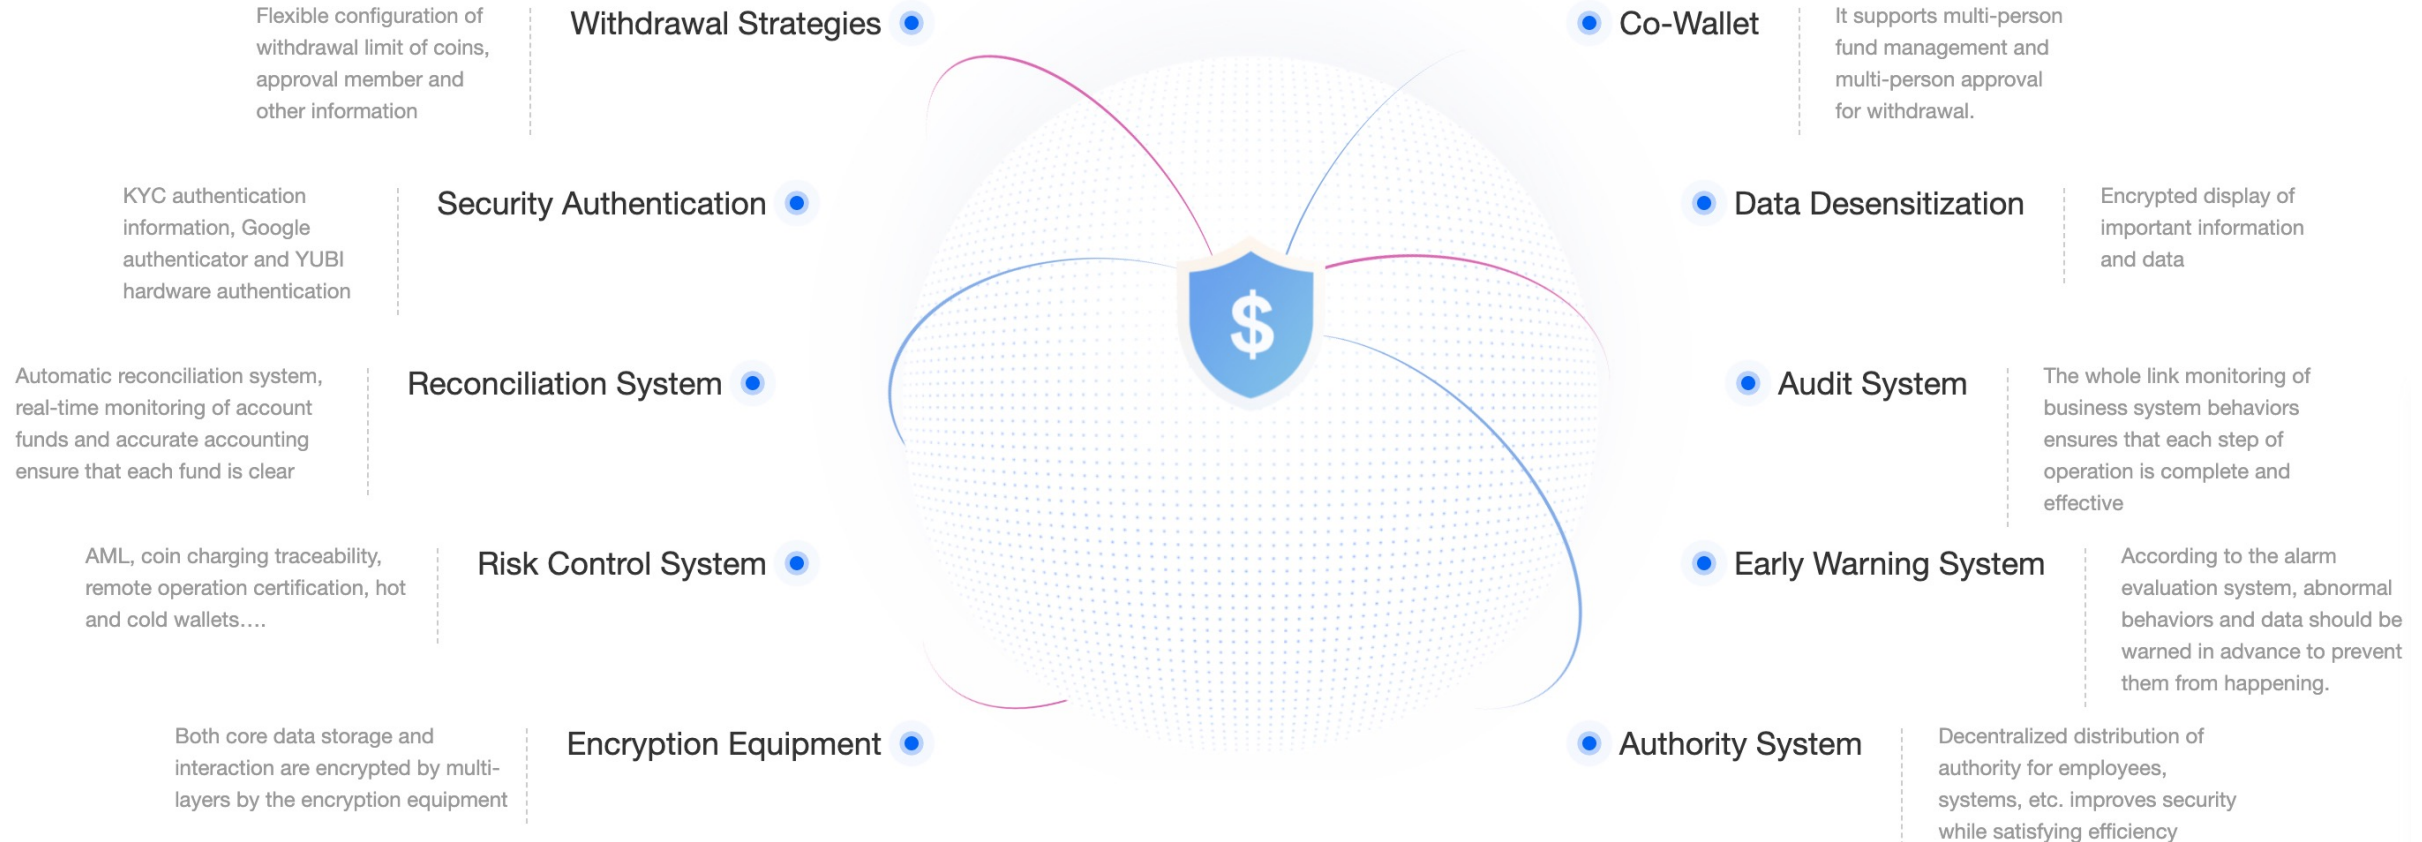 Withdrawal Strategies
Flexible configuration of
withdrawal limit of coins,
approval member and
other information
Security Authentication
KYC authentication
information, Google
authenticator and YUBI
hardware authentication
Reconciliation System
Automatic reconciliation system,
real-time monitoring of account
funds and accurate accounting
ensure that each fund is clear
Risk Control System
AML, coin charging traceability,
remote operation certification, hot
and cold wallets....
Encryption Equipment
Both core data storage and
interaction are encrypted by multi-
layers by the encryption equipment
$
Co-Wallet
It supports multi-person
fund management and
multi-person approval
for withdrawal.
Data Desensitization
Encrypted display of
important information
and data
Audit System
The whole link monitoring of
business system behaviors
ensures that each step of
operation is complete and
effective
Early Warning System
According to the alarm
evaluation system, abnormal
behaviors and data should be
warned in advance to prevent
them from happening.
Authority System
Decentralized distribution of
authority for employees,
systems, etc. improves security
while satisfying efficiency